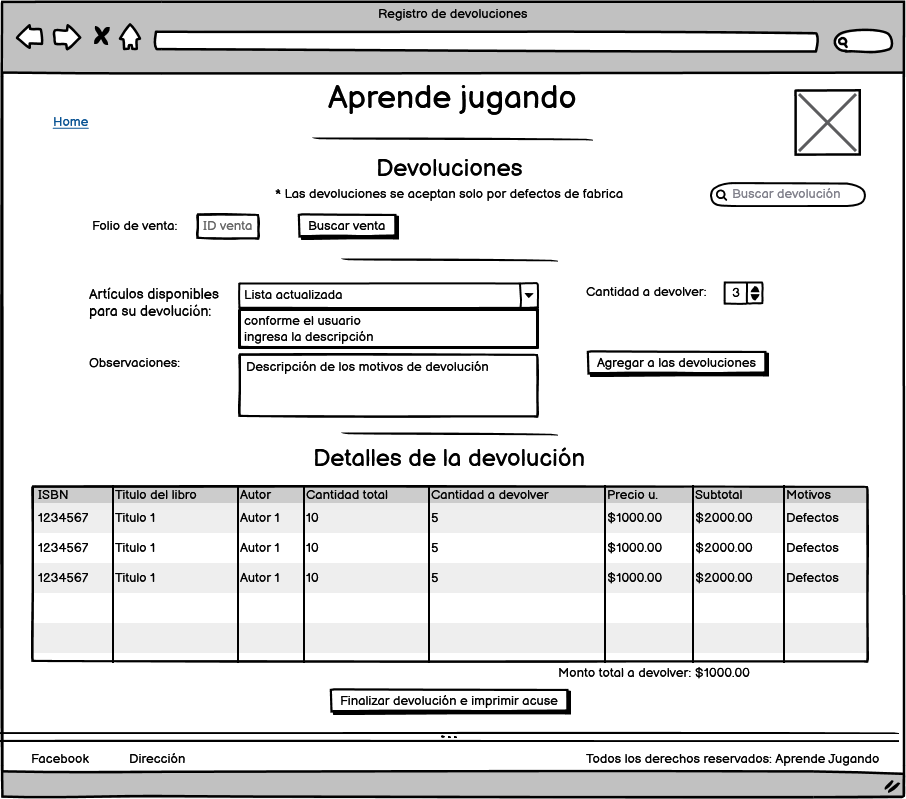 Registro de devoluciones
Aprende jugando
Home
Devoluciones
* Las devoluciones se aceptan solo por defectos de fabrica
Buscar devolución
Folio de venta: ID venta Buscar venta
Artículos disponibles
para su devolución:
Lista actualizada
conforme el usuario
ingresa la descripción
Cantidad a devolver: 3
Observaciones:
Descripción de los motivos de devolución
Agregar a las devoluciones
Detalles de la devolución
ISBN Titulo del libro Autor Cantidad total Cantidad a devolver Precio u. Subtotal Motivos
1234567 Titulo 1 Autor 1 10 5 $1000.00 $2000.00 Defectos
1234567 Titulo 1 Autor 1 10 5 $1000.00 $2000.00 Defectos
1234567 Titulo 1 Autor 1 10 5 $1000.00 $2000.00 Defectos
Monto total a devolver: $1000.00
Finalizar devolución e imprimir acuse
Facebook Dirección Todos los derechos reservados: Aprende Jugando